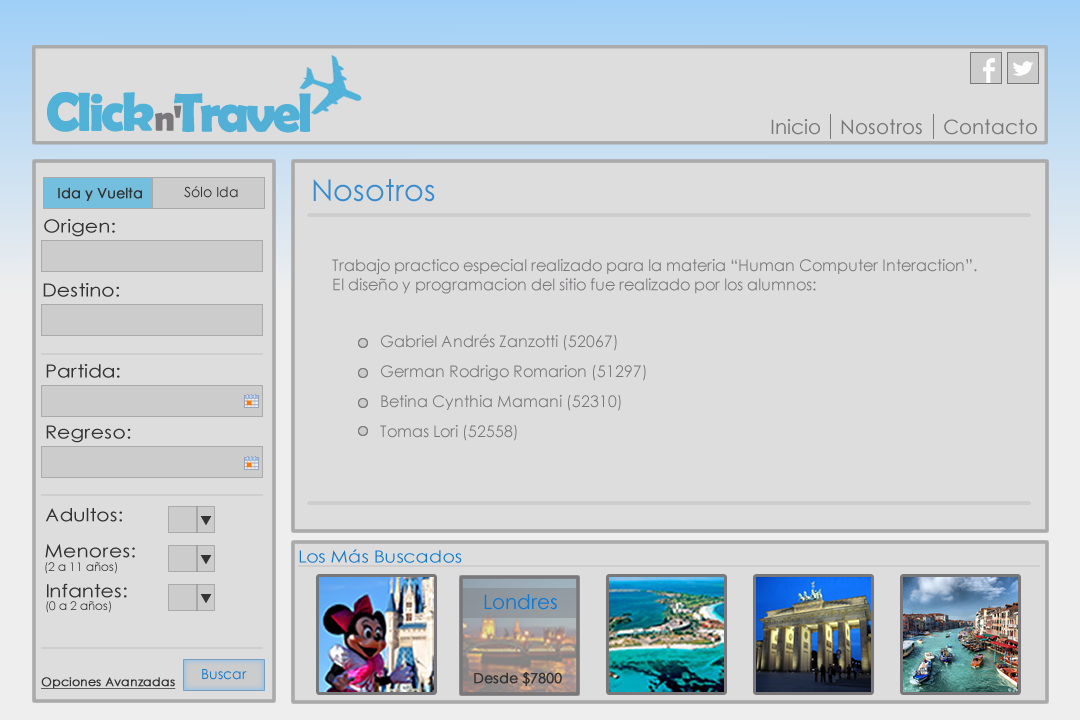 Click n' Travel
Inicio
Nosotros
Contacto
Ida y Vuelta
Sólo Ida
Origen:
Destino:
Partida:
Regreso:
Adultos:
Menores:
(2 a 11 años)
Infantes:
(0 a 2 años)
Opciones Avanzadas
Buscar
Nosotros
Trabajo practico especial realizado para la materia “Human Computer Interaction”.
El diseño y programacion del sitio fue realizado por los alumnos:
Gabriel Andrés Zanzotti (52067)
German Rodrigo Romarion (51297)
Betina Cynthia Mamani (52310)
Tomas Lori (52558)
Los Más Buscados
Londres
Desde $7800